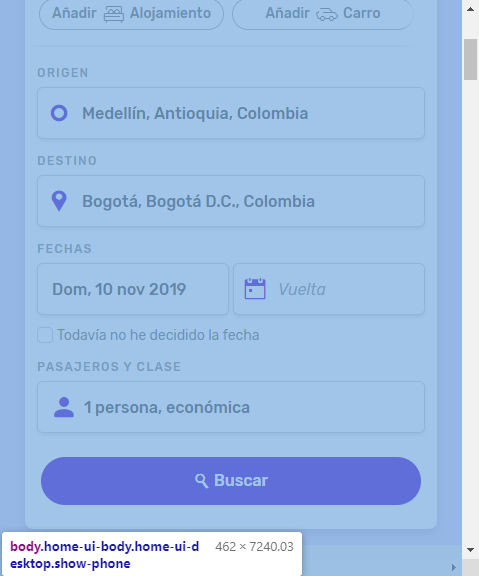 Añadir Alojamiento Añadir Carro
ORIGEN
Medellín, Antioquia, Colombia
DESTINO
Bogotá, Bogotá D.C., Colombia
FECHAS
Dom, 10 nov 2019 Vuelta
Todavía no he decidido la fecha
PASAJEROS Y CLASE
1 persona, económica
Buscar
body.home-ui-body.home-ui-d 462 × 7240.03
esktop.show-phone